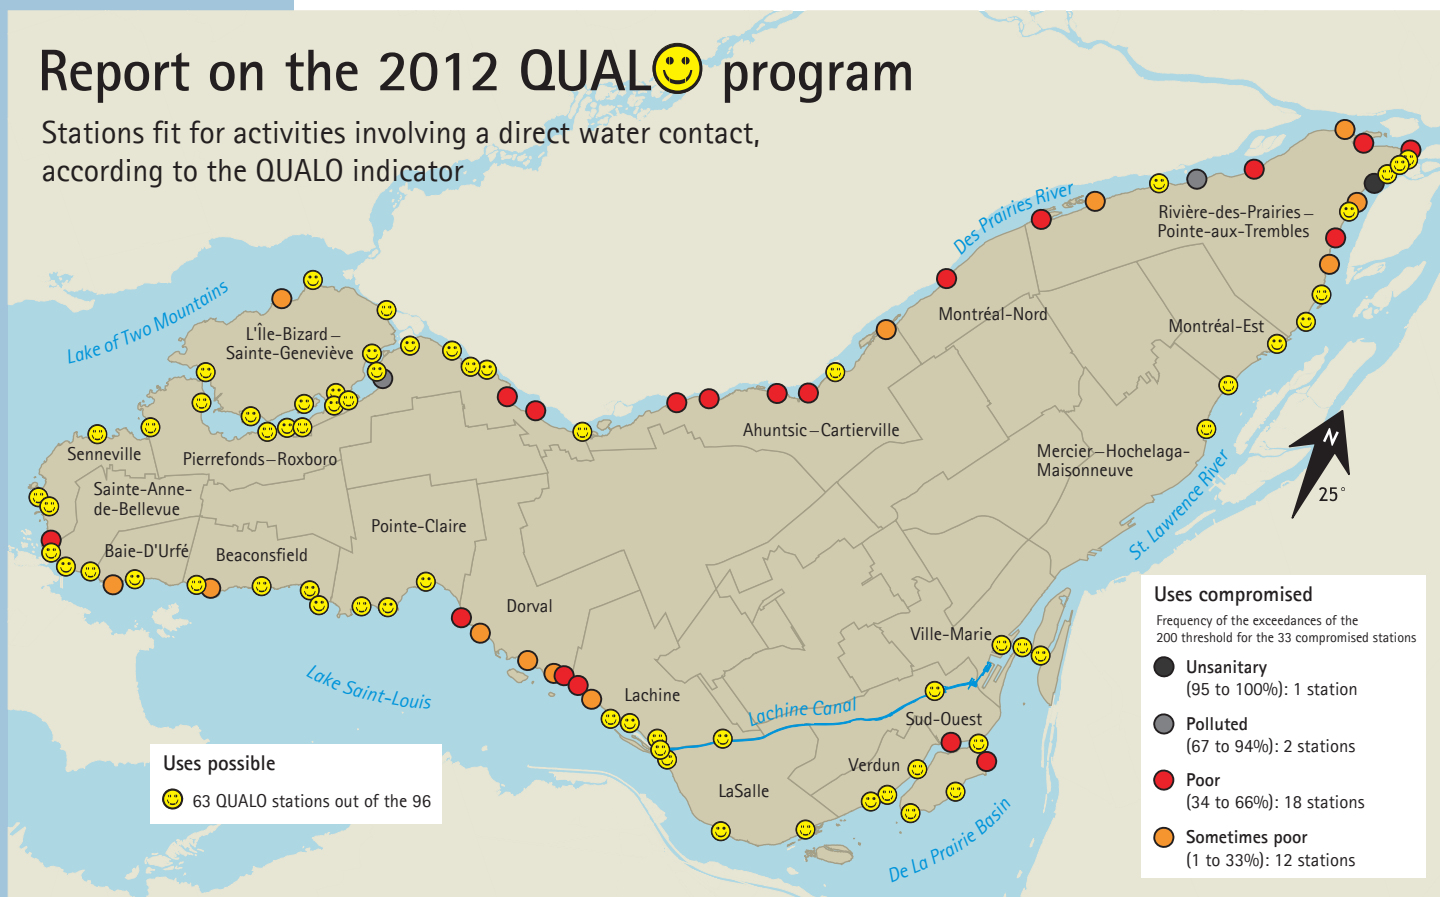 Report on the 2012 QUALO program
Stations fit for activities involving a direct water contact,
according to the QUALO indicator
Des Prairies River
Rivière-des-Prairies –
Pointe-aux-Trembles
Lake of Two Mountains
L'Île-Bizard –
Sainte-Geneviève
Montréal-Nord
Montréal-Est
Ahuntsic – Cartierville
Senneville
Pierrefonds – Roxboro
Mercier – Hochelaga-
Maisonneuve
N
25°
Sainte-Anne-
de-Bellevue
Pointe-Claire
St. Lawrence River
Baie-D'Urfé
Beaconsfield
Dorval
Ville-Marie
Lake Saint-Louis
Lachine
Lachine Canal
Sud-Ouest
Verdun
LaSalle
De La Prairie Basin
Uses possible
63 QUALO stations out of the 96
Uses compromised
Frequency of the exceedances of the
200 threshold for the 33 compromised stations
Unsanitary
(95 to 100%): 1 station
Polluted
(67 to 94%): 2 stations
Poor
(34 to 66%): 18 stations
Sometimes poor
(1 to 33%): 12 stations